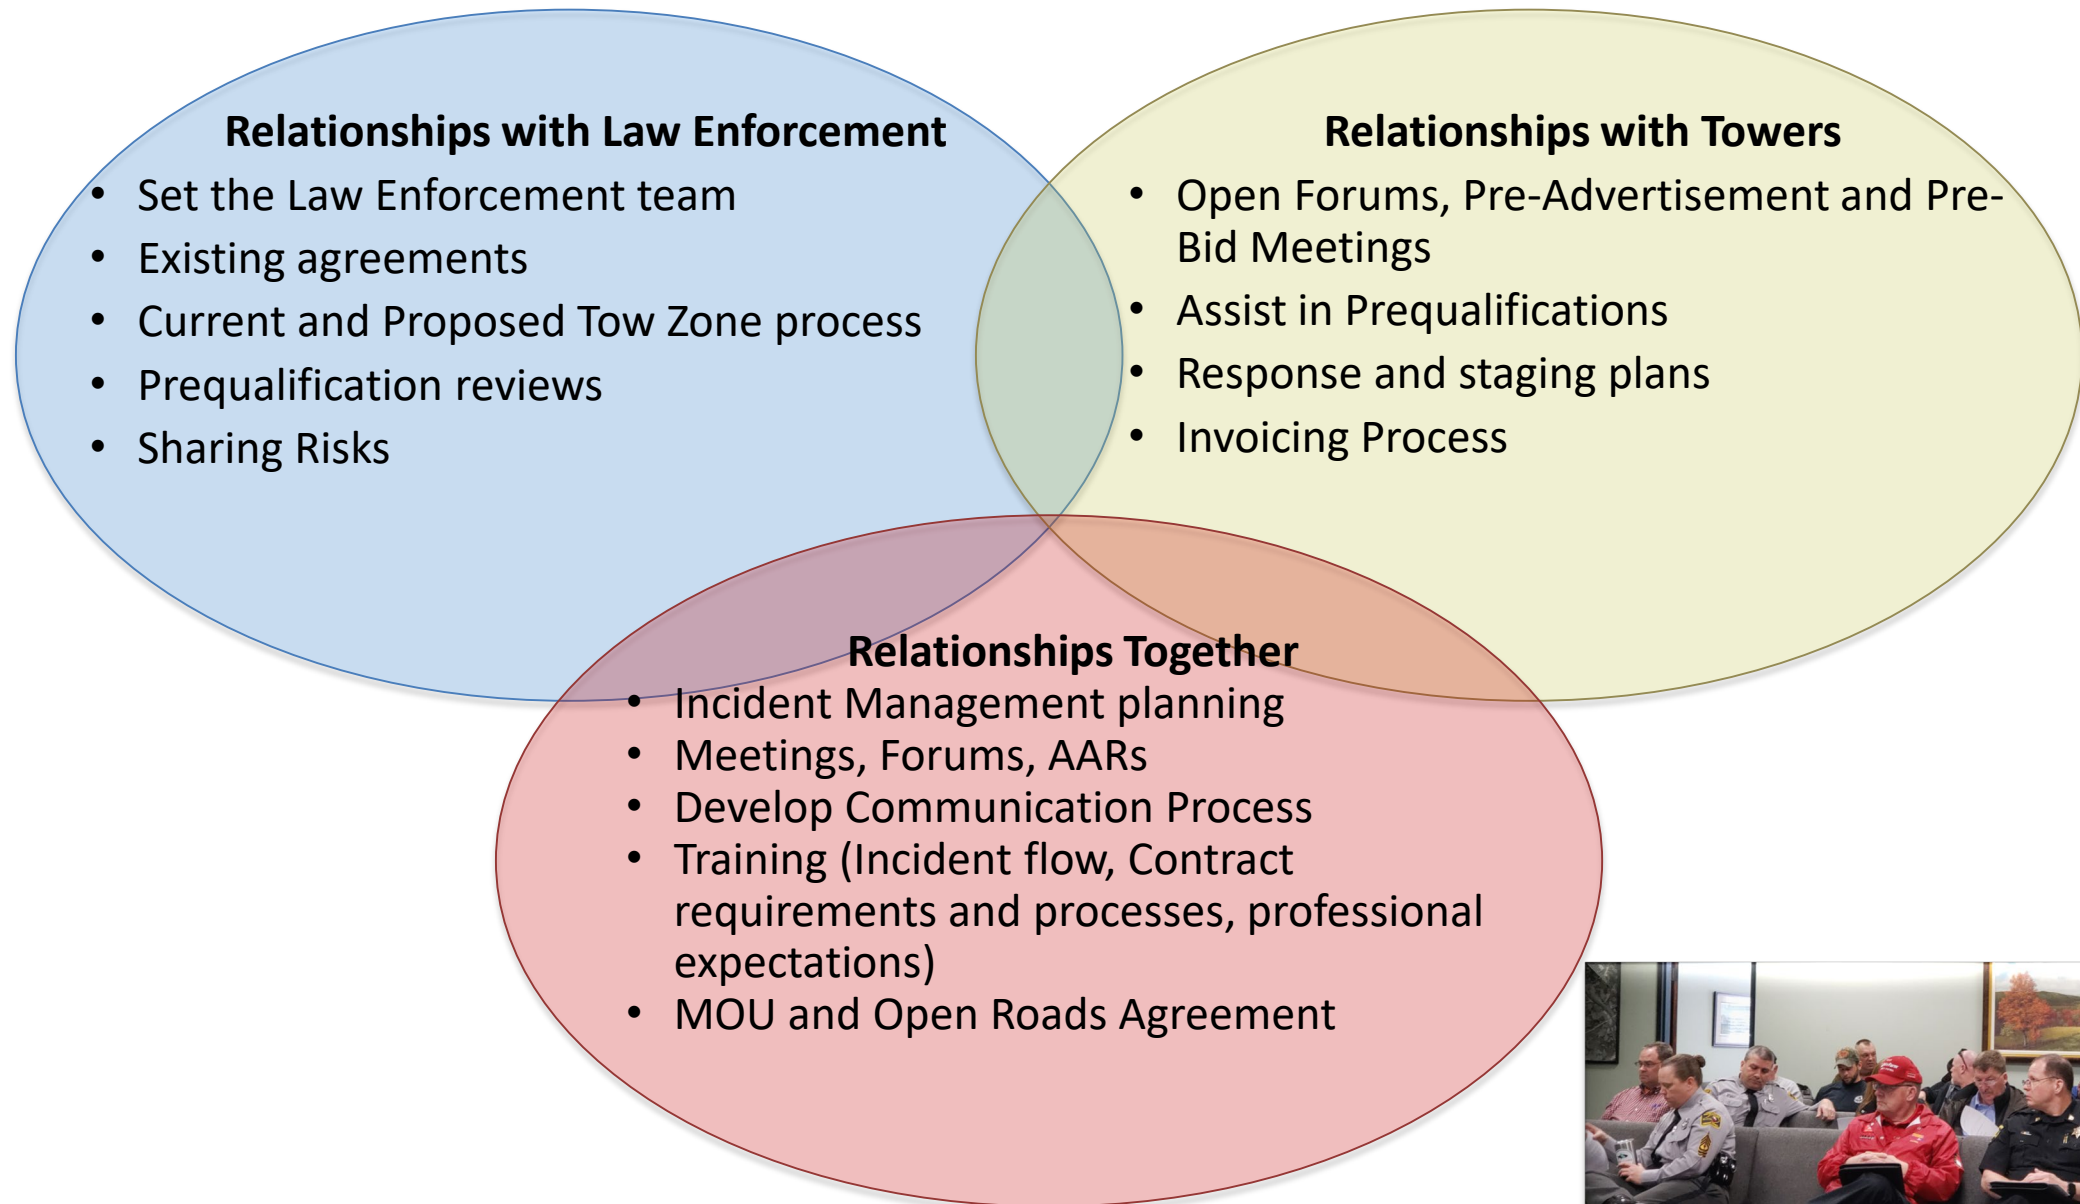 Relationships with Law Enforcement
• Set the Law Enforcement team
• Existing agreements
• Current and Proposed Tow Zone process
• Prequalification reviews
• Sharing Risks
Relationships with Towers
• Open Forums, Pre-Advertisement and Pre-
Bid Meetings
• Assist in Prequalifications
• Response and staging plans
• Invoicing Process
Relationships Together
• Incident Management planning
• Meetings, Forums, AARs
• Develop Communication Process
• Training (Incident flow, Contract
requirements and processes, professional
expectations)
• MOU and Open Roads Agreement